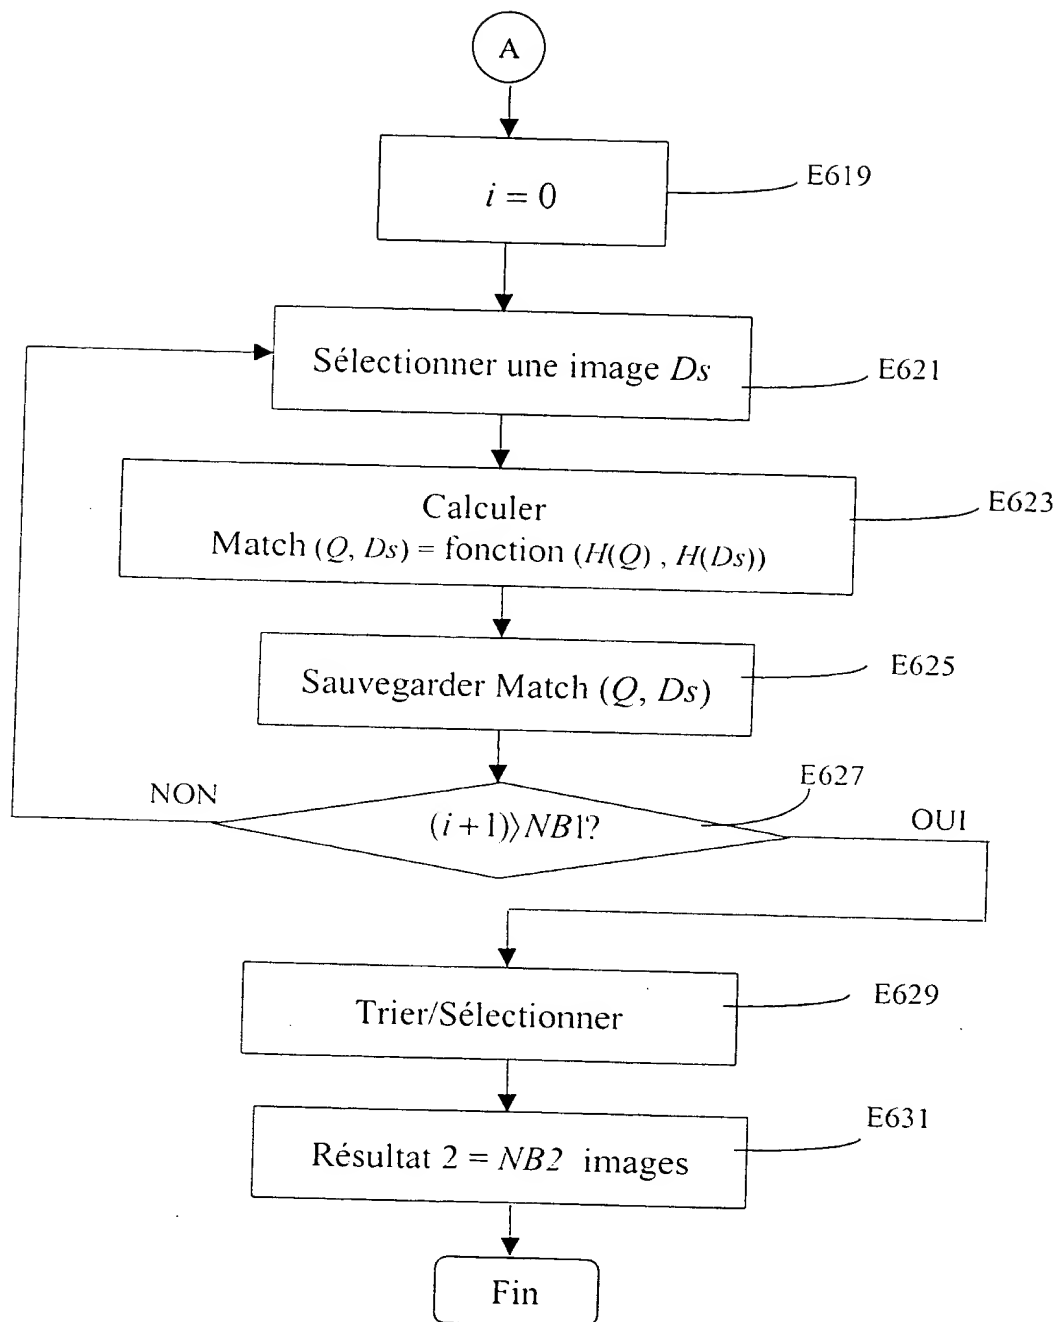 A
i = 0
E619
Sélectionner une image Ds
E621
Calculer
Match (Q, Ds) = fonction (H(Q) , H(Ds))
E623
Sauvegarder Match (Q, Ds)
E625
NON
(i + 1)⟩NB1?
E627
OUI
Trier/Sélectionner
E629
Résultat 2 = NB2 images
E631
Fin